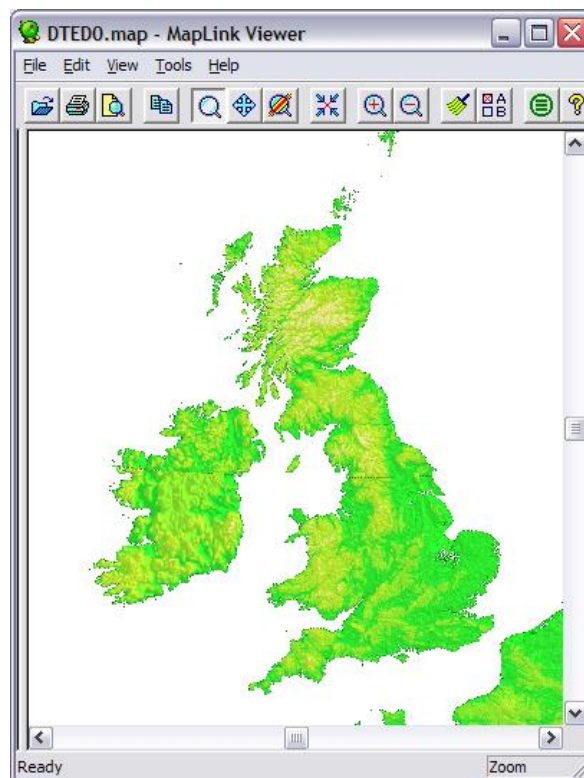 DTED0.map - MapLink Viewer
File Edit View Tools Help
A
B
?
Ready Zoom